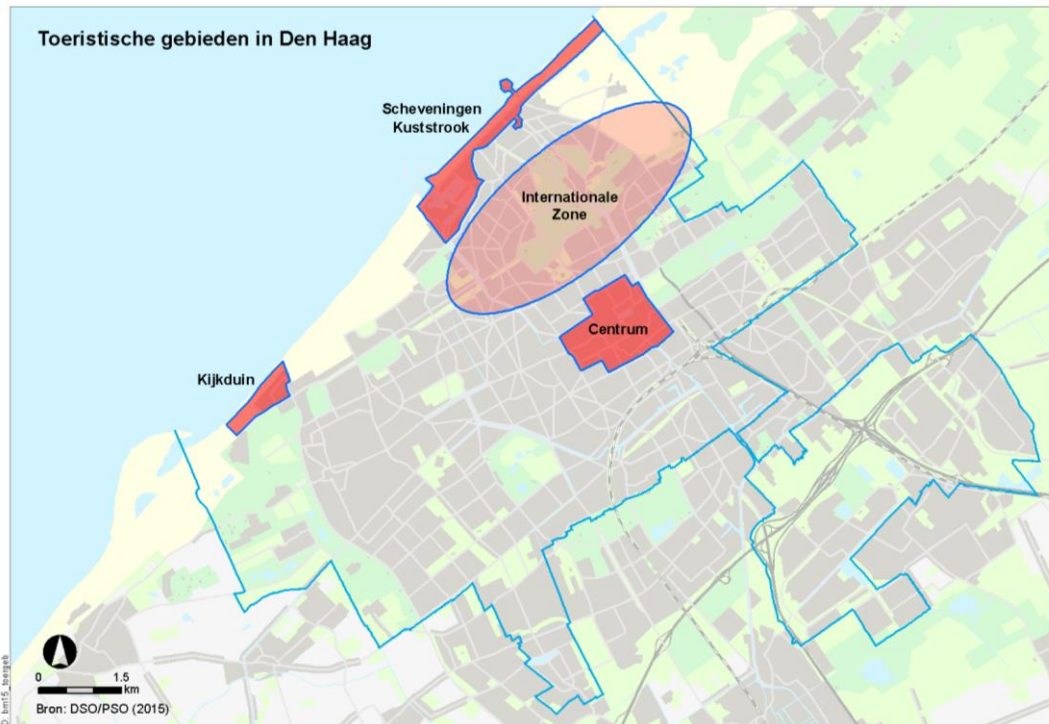 Toeristische gebieden in Den Haag
Scheveningen
Kuststrook
Internationale
Zone
Centrum
Kijkduin
0 1.5
km
Bron: DSO/PSO (2015)